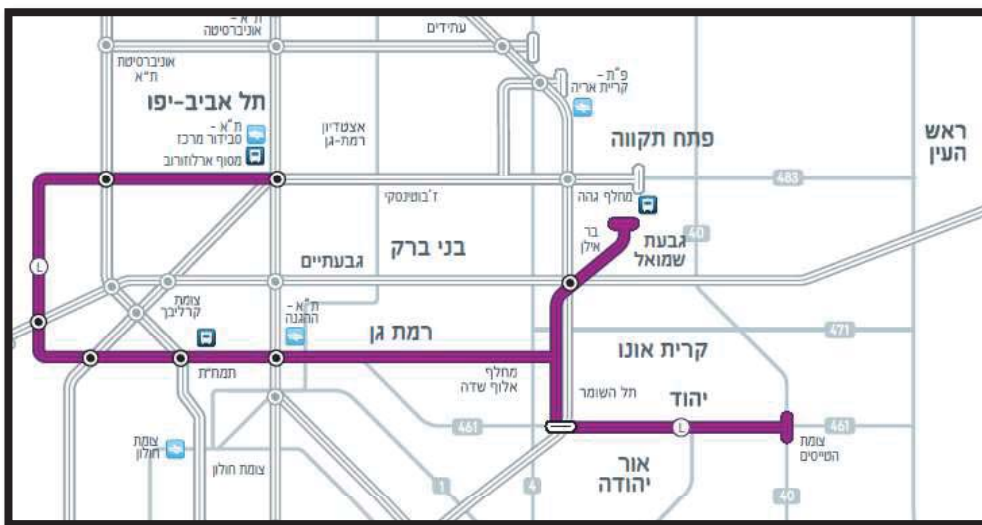 ת"א -
אוניברסיטה
עתידים
אוניברסיטת
ת"א
פ"ת -
קריית אריה
תל אביב-יפו
ת"א -
סבידור מרכז
מסוף ארלוזורוב
אצטדיון
רמת-גן
פתח תקווה
ראש
העין
ז'בוטינסקי
מחלף גהה
483
40
בר
אילן
גבעת
שמואל
בני ברק
גבעתיים
L
צומת
קרליבך
ת"א -
ההגנה
רמת גן
471
קרית אונו
תמח"ת
מחלף
אלוף שדה
תל השומר
יהוד
461
L
461
צומת
הטייסים
צומת
חולון
צומת חולון
אור
יהודה
1
4
40